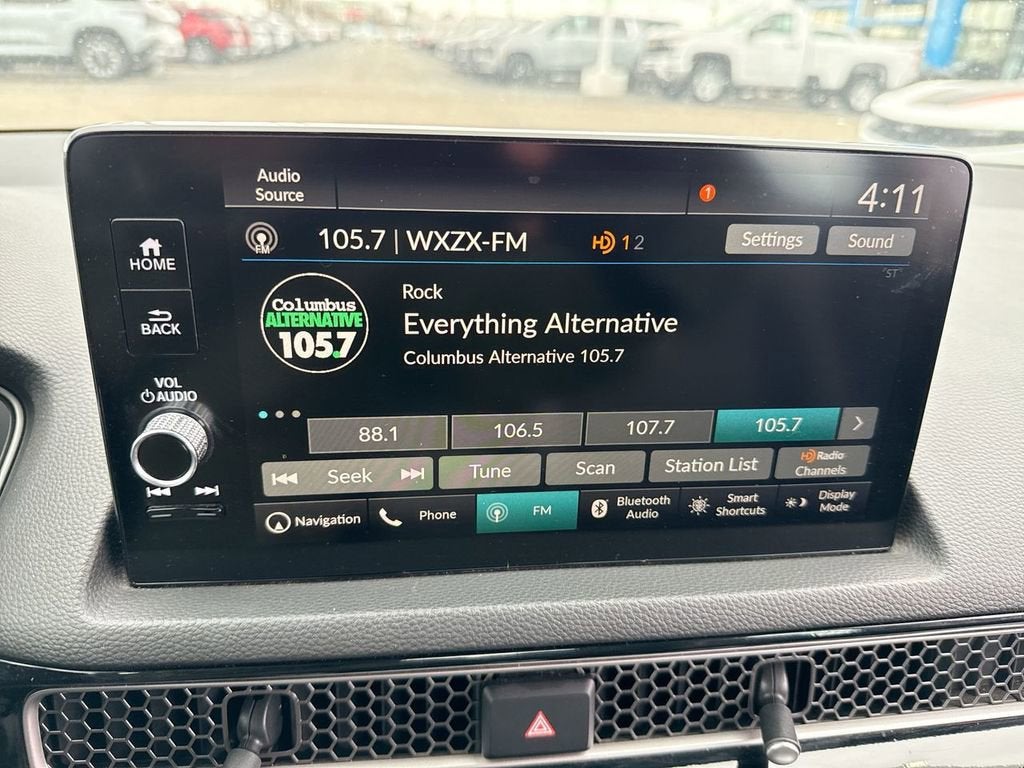 Audio
Source
1
4:11
HOME
FM
105.7 | WXZX-FM
HD 1 2
Settings
Sound
ST
BACK
Columbus
ALTERNATIVE
105.7
Rock
Everything Alternative
Columbus Alternative 105.7
VOL
AUDIO
88.1
106.5
107.7
105.7
Seek
Tune
Scan
Station List
HD Radio
Channels
Navigation
Phone
FM
Bluetooth
Audio
Smart
Shortcuts
Display
Mode